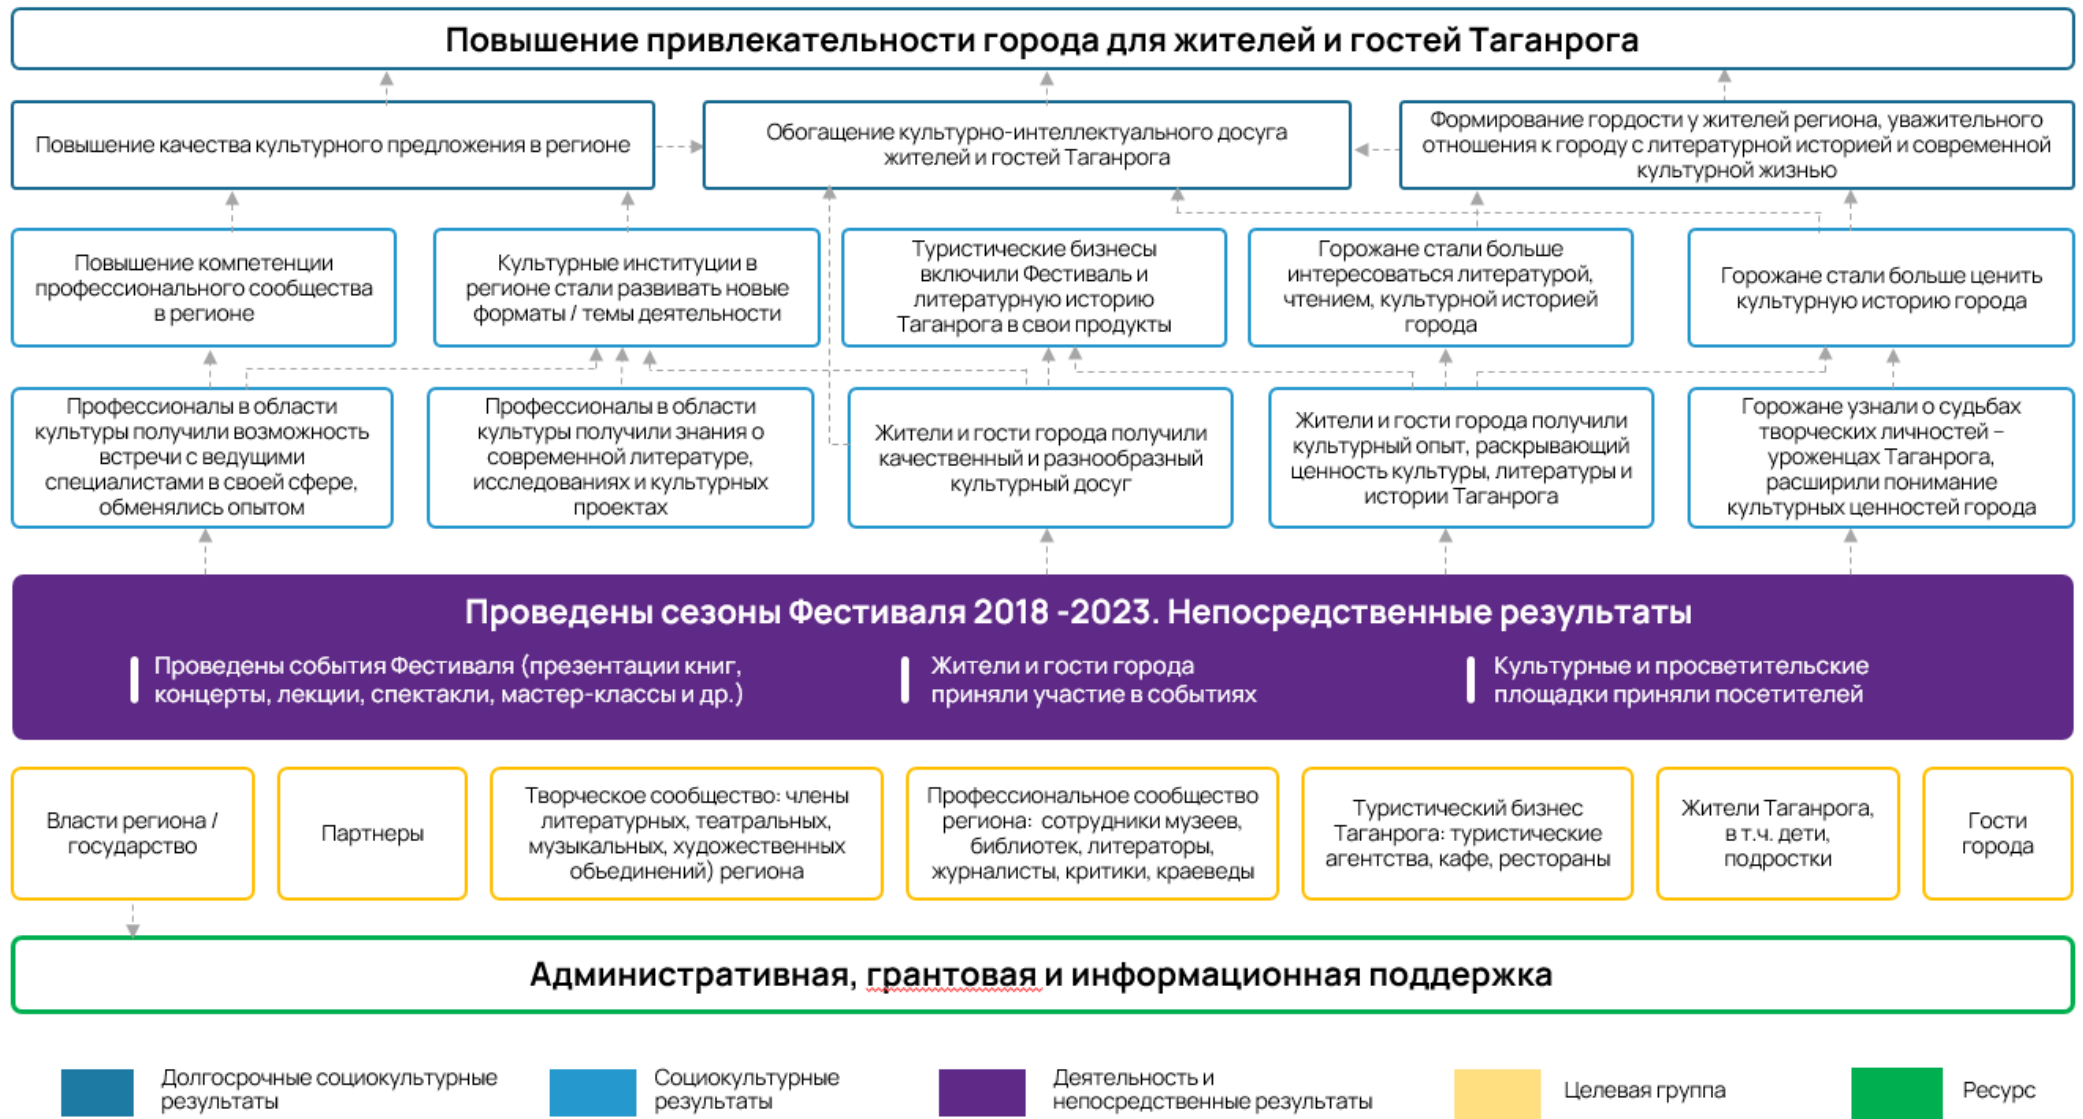 Повышение привлекательности города для жителей и гостей Таганрога
Повышение качества культурного предложения в регионе
Обогащение культурно-интеллектуального досуга
жителей и гостей Таганрога
Формирование гордости у жителей региона, уважительного
отношения к городу с литературной историей и современной
культурной жизнью
Повышение компетенции
профессионального сообщества
в регионе
Культурные институции в
регионе стали развивать новые
форматы / темы деятельности
Туристические бизнесы
включили Фестиваль и
литературную историю
Таганрога в свои продукты
Горожане стали больше
интересоваться литературой,
чтением, культурной историей
города
Горожане стали больше ценить
культурную историю города
Профессионалы в области
культуры получили возможность
встречи с ведущими
специалистами в своей сфере,
обменялись опытом
Профессионалы в области
культуры получили знания о
современной литературе,
исследованиях и культурных
проектах
Жители и гости города получили
качественный и разнообразный
культурный досуг
Жители и гости города получили
культурный опыт, раскрывающий
ценность культуры, литературы и
истории Таганрога
Горожане узнали о судьбах
творческих личностей –
уроженцах Таганрога,
расширили понимание
культурных ценностей города
Проведены сезоны Фестиваля 2018 -2023. Непосредственные результаты
Проведены события Фестиваля (презентации книг,
концерты, лекции, спектакли, мастер-классы и др.)
Жители и гости города
приняли участие в событиях
Культурные и просветительские
площадки приняли посетителей
Власти региона /
государство
Партнеры
Творческое сообщество: члены
литературных, театральных,
музыкальных, художественных
объединений) региона
Профессиональное сообщество
региона: сотрудники музеев,
библиотек, литераторы,
журналисты, критики, краеведы
Туристический бизнес
Таганрога: туристические
агентства, кафе, рестораны
Жители Таганрога,
в т.ч. дети,
подростки
Гости
города
Административная, грантовая и информационная поддержка
Долгосрочные социокультурные
результаты
Социокультурные
результаты
Деятельность и
непосредственные результаты
Целевая группа
Ресурс